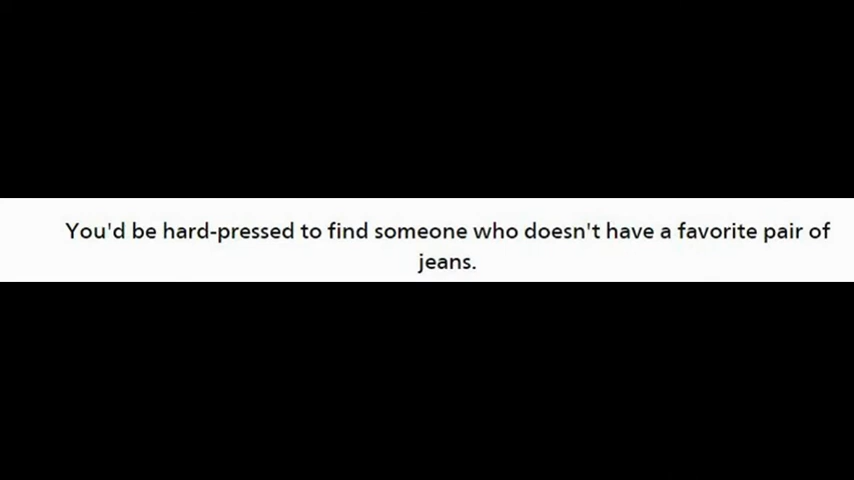 You'd be hard-pressed to find someone who doesn't have a favorite pair of
jeans.